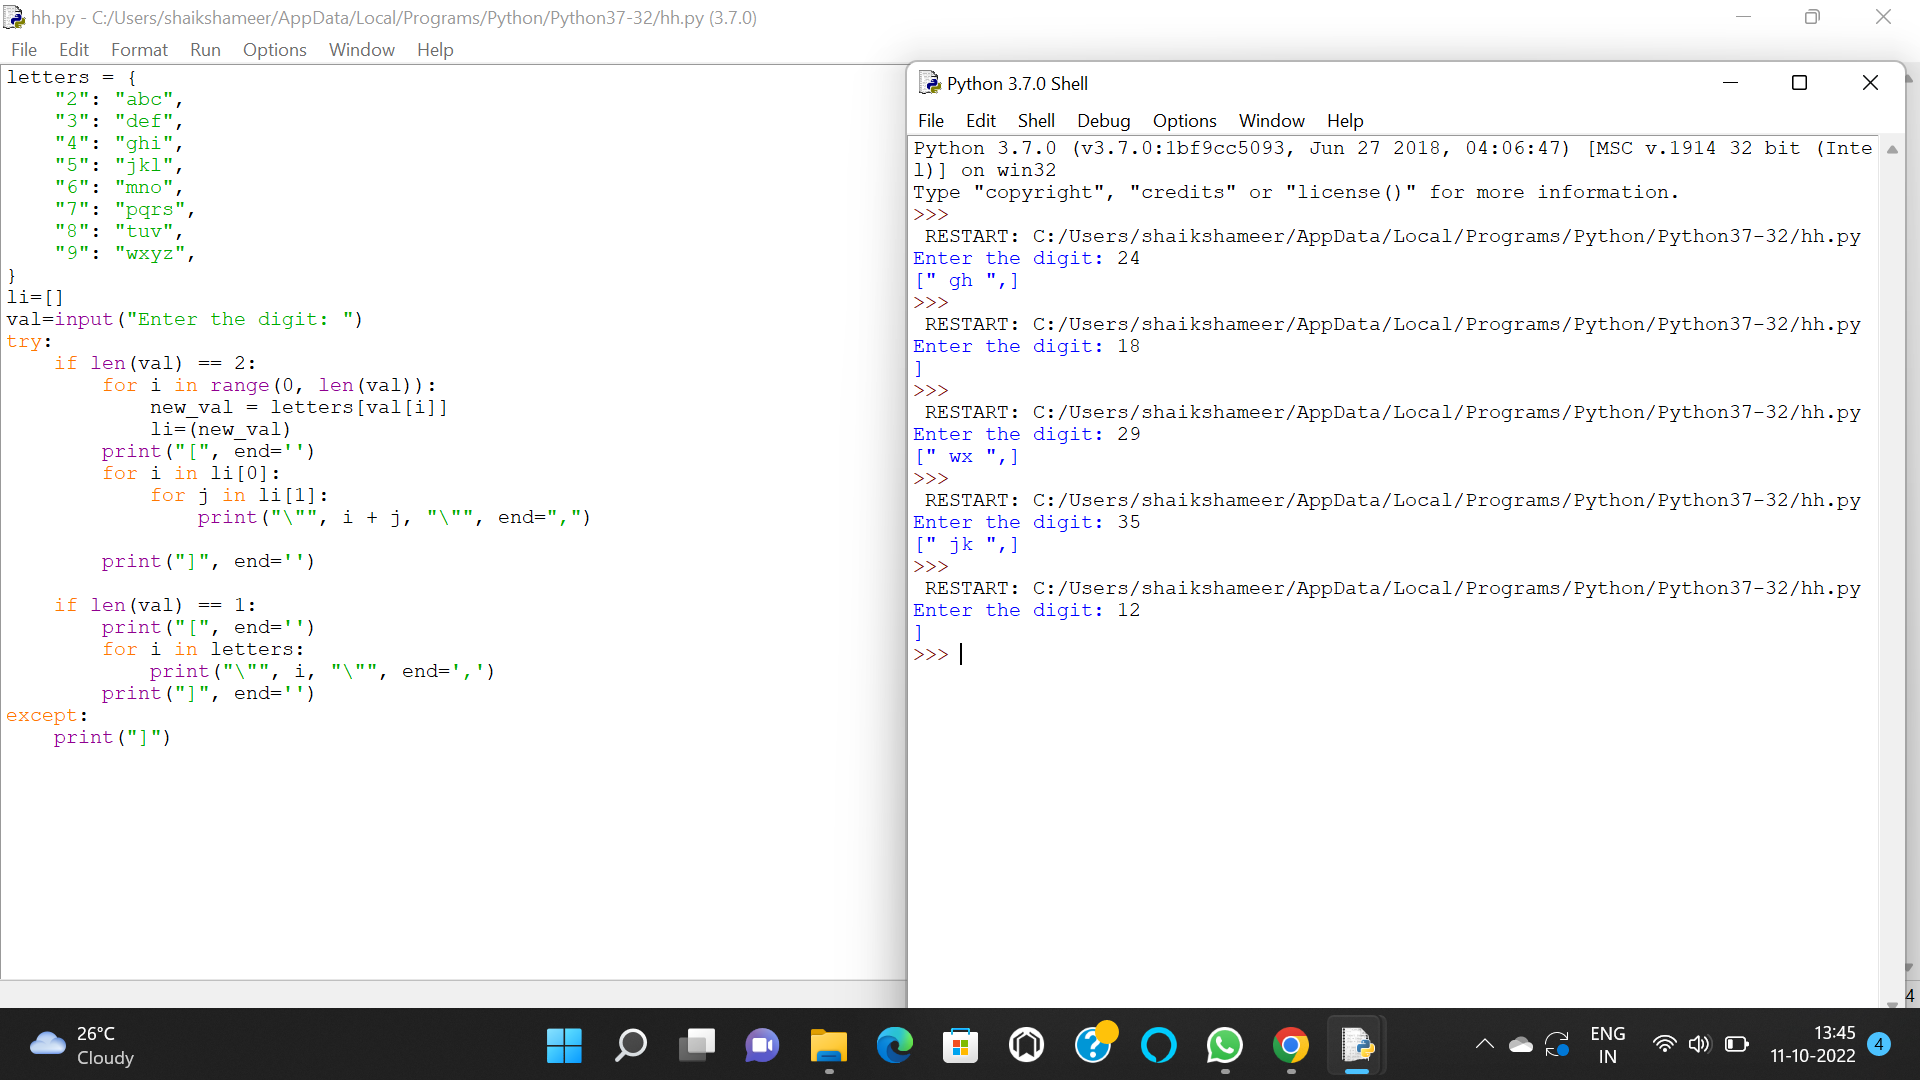 hh.py - C:/Users/shaikshameer/AppData/Local/Programs/Python/Python37-32/hh.py (3.7.0)
File Edit Format Run Options Window Help
letters = {
    "2": "abc",
    "3": "def",
    "4": "ghi",
    "5": "jkl",
    "6": "mno",
    "7": "pqrs",
    "8": "tuv",
    "9": "wxyz",
}
li=[]
val=input("Enter the digit: ")
try:
    if len(val) == 2:
        for i in range(0, len(val)):
            new_val = letters[val[i]]
            li=(new_val)
        print("[", end='')
        for i in li[0]:
            for j in li[1]:
                print("\"", i + j, "\"", end=",")
        print("]", end='')
    if len(val) == 1:
        print("[", end='')
        for i in letters:
            print("\"", i, "\"", end=',')
        print("]", end='')
except:
    print("]")
Python 3.7.0 Shell
File Edit Shell Debug Options Window Help
Python 3.7.0 (v3.7.0:1bf9cc5093, Jun 27 2018, 04:06:47) [MSC v.1914 32 bit (Inte
l)] on win32
Type "copyright", "credits" or "license()" for more information.
>>>
 RESTART: C:/Users/shaikshameer/AppData/Local/Programs/Python/Python37-32/hh.py
Enter the digit: 24
[" gh ",]
>>>
 RESTART: C:/Users/shaikshameer/AppData/Local/Programs/Python/Python37-32/hh.py
Enter the digit: 18
]
>>>
 RESTART: C:/Users/shaikshameer/AppData/Local/Programs/Python/Python37-32/hh.py
Enter the digit: 29
[" wx ",]
>>>
 RESTART: C:/Users/shaikshameer/AppData/Local/Programs/Python/Python37-32/hh.py
Enter the digit: 35
[" jk ",]
>>>
 RESTART: C:/Users/shaikshameer/AppData/Local/Programs/Python/Python37-32/hh.py
Enter the digit: 12
]
>>>
4
26°C
Cloudy
ENG
IN
13:45
11-10-2022
4